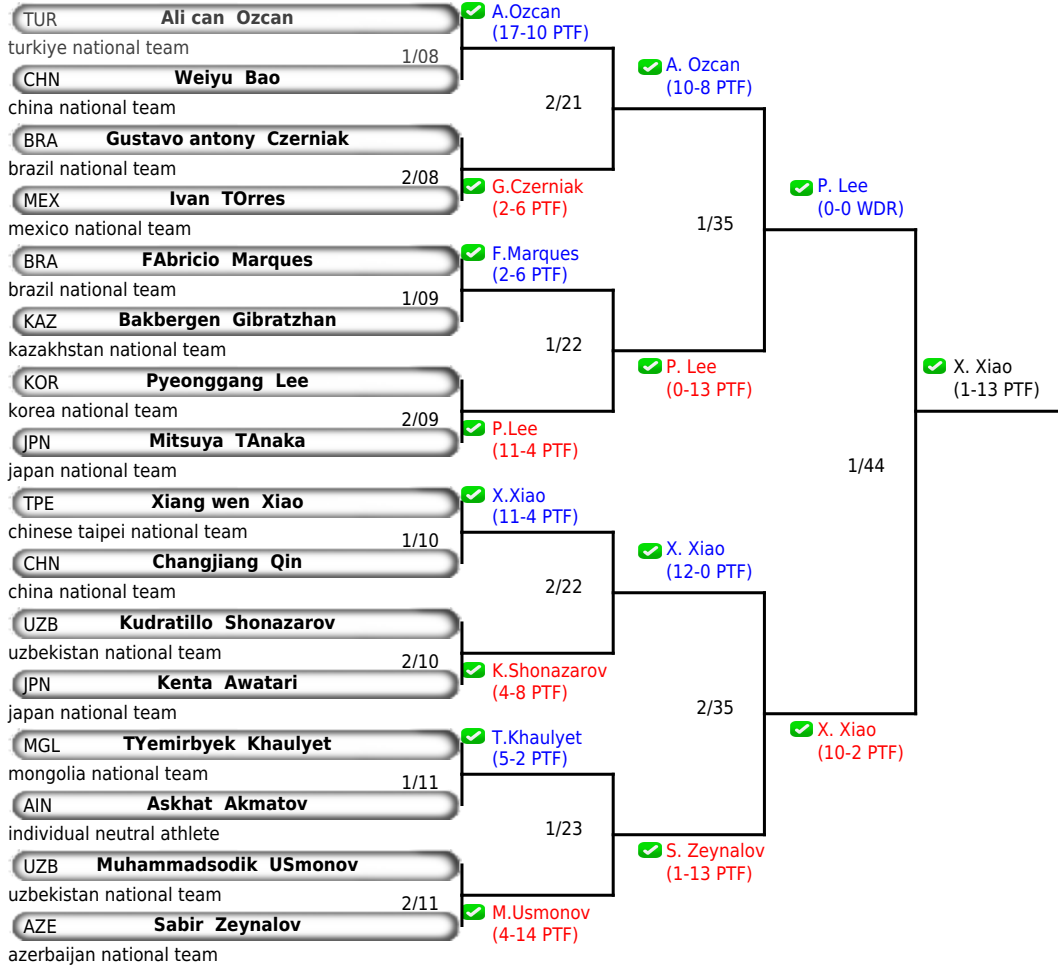 TUR Ali can Ozcan
turkiye national team
1/08
CHN Weiyu Bao
china national team
BRA Gustavo antony Czerniak
brazil national team
2/08
MEX Ivan TOrres
mexico national team
BRA FAbricio Marques
brazil national team
1/09
KAZ Bakbergen Gibratzhan
kazakhstan national team
KOR Pyeonggang Lee
korea national team
2/09
JPN Mitsuya TAnaka
japan national team
TPE Xiang wen Xiao
chinese taipei national team
1/10
CHN Changjiang Qin
china national team
UZB Kudratillo Shonazarov
uzbekistan national team
2/10
JPN Kenta Awatari
japan national team
MGL TYemirbyek Khaulyet
mongolia national team
1/11
AIN Askhat Akmatov
individual neutral athlete
UZB Muhammadsodik USmonov
uzbekistan national team
2/11
AZE Sabir Zeynalov
azerbaijan national team
A.Ozcan
(17-10 PTF)
2/21
G.Czerniak
(2-6 PTF)
F.Marques
(2-6 PTF)
1/22
P.Lee
(11-4 PTF)
X.Xiao
(11-4 PTF)
2/22
K.Shonazarov
(4-8 PTF)
T.Khaulyet
(5-2 PTF)
1/23
M.Usmonov
(4-14 PTF)
A. Ozcan
(10-8 PTF)
1/35
P. Lee
(0-13 PTF)
X. Xiao
(12-0 PTF)
2/35
S. Zeynalov
(1-13 PTF)
P. Lee
(0-0 WDR)
1/44
X. Xiao
(10-2 PTF)
X. Xiao
(1-13 PTF)